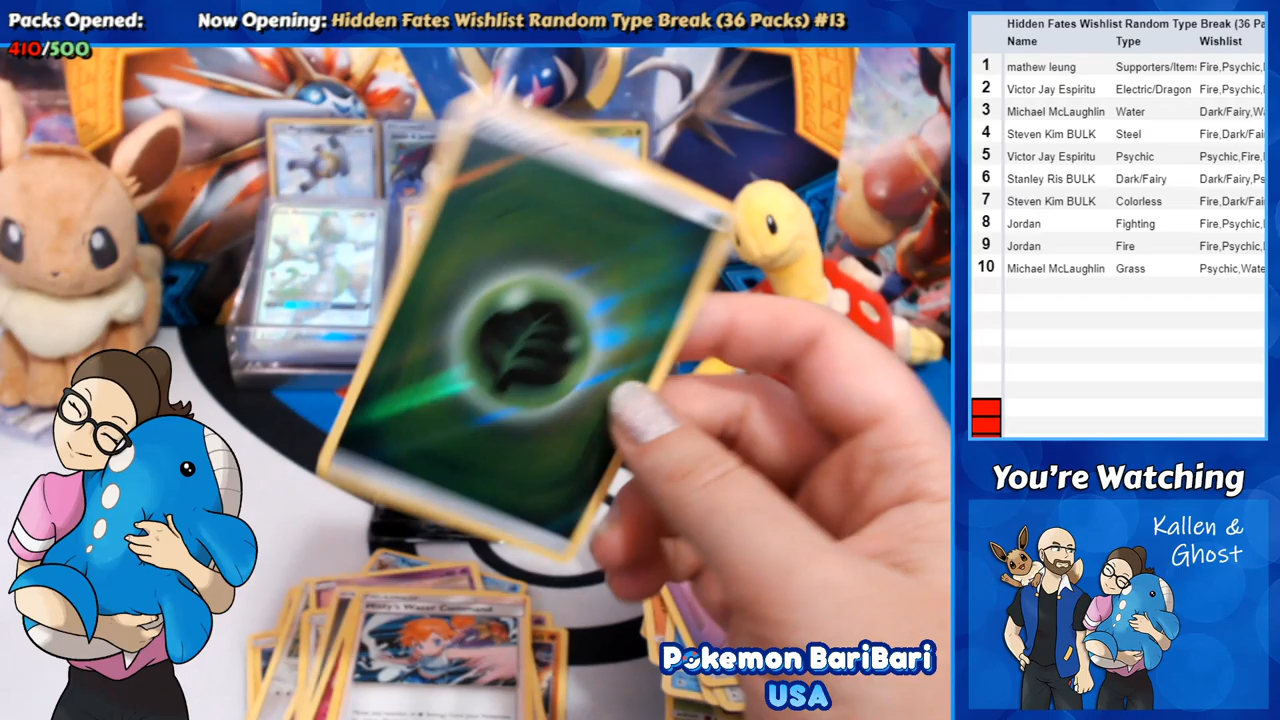 Packs Opened:
410/500
Now Opening: Hidden Fates Wishlist Random Type Break (36 Packs) #13
Misty's Water Command
Hidden Fates Wishlist Random Type Break (36 Pa
Name Type Wishlist
1 mathew leung Supporters/Items Fire,Psychic,
2 Victor Jay Espiritu Electric/Dragon Fire,Psychic,
3 Michael McLaughlin Water Dark/Fairy,Wa
4 Steven Kim BULK Steel Fire,Dark/Fai
5 Victor Jay Espiritu Psychic Psychic,Fire,
6 Stanley Ris BULK Dark/Fairy Dark/Fairy,Ps
7 Steven Kim BULK Colorless Fire,Dark/Fai
8 Jordan Fighting Fire,Psychic,
9 Jordan Fire Fire,Psychic,
10 Michael McLaughlin Grass Psychic,Wate
You're Watching
Kallen &
Ghost
Pokemon BariBari
USA